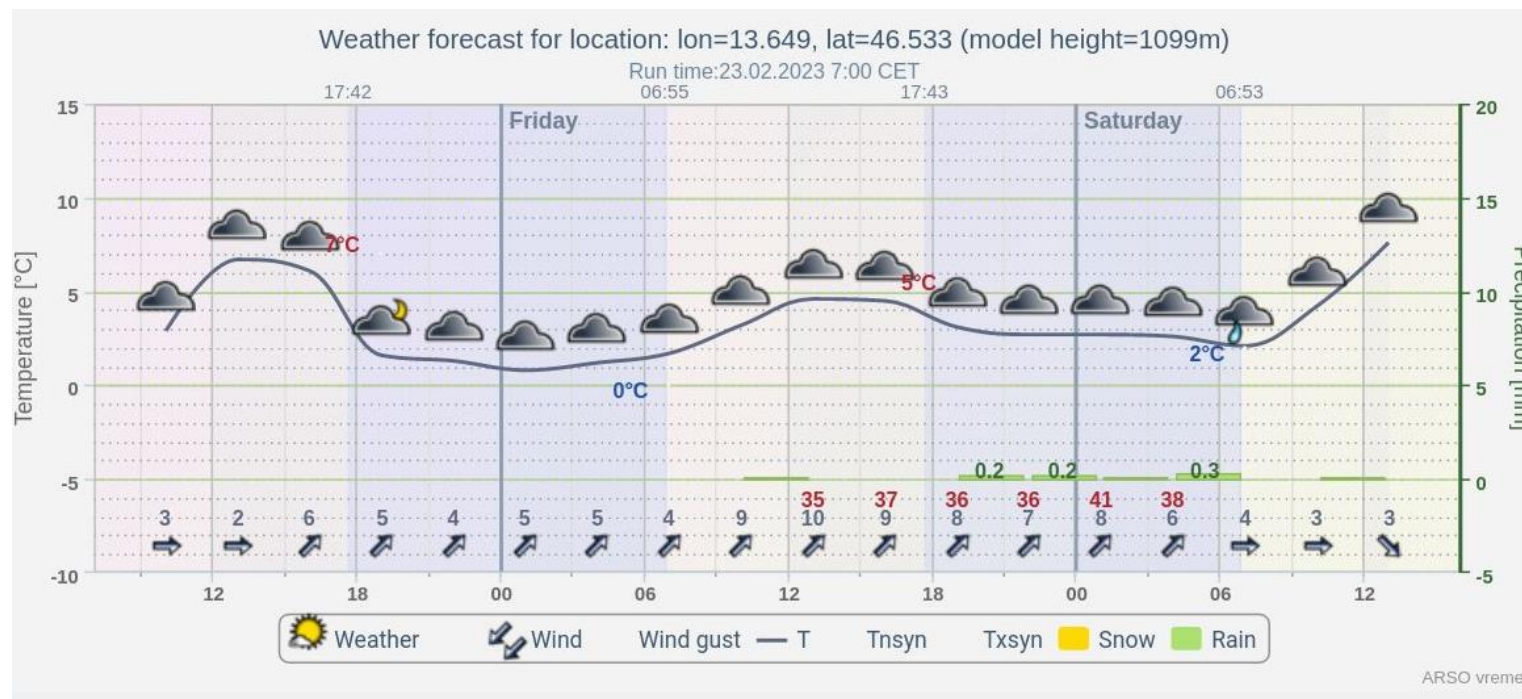 Weather forecast for location: lon=13.649, lat=46.533 (model height=1099m)
Run time:23.02.2023 7:00 CET
17:42 06:55 17:43 06:53
Friday Saturday
15 20
10 15
5 10
0 5
-5 0
-10 -5
Temperature [°C]
Precipitation [mm]
7°C
5°C
2°C
0°C
0.2 0.2 0.3
35 37 36 36 41 38
3 2 6 5 4 5 5 4 9 10 9 8 7 8 6 4 3 3
12 18 00 06 12 18 00 06 12
Weather Wind Wind gust T Tnsyn Txsyn Snow Rain
ARSO vreme